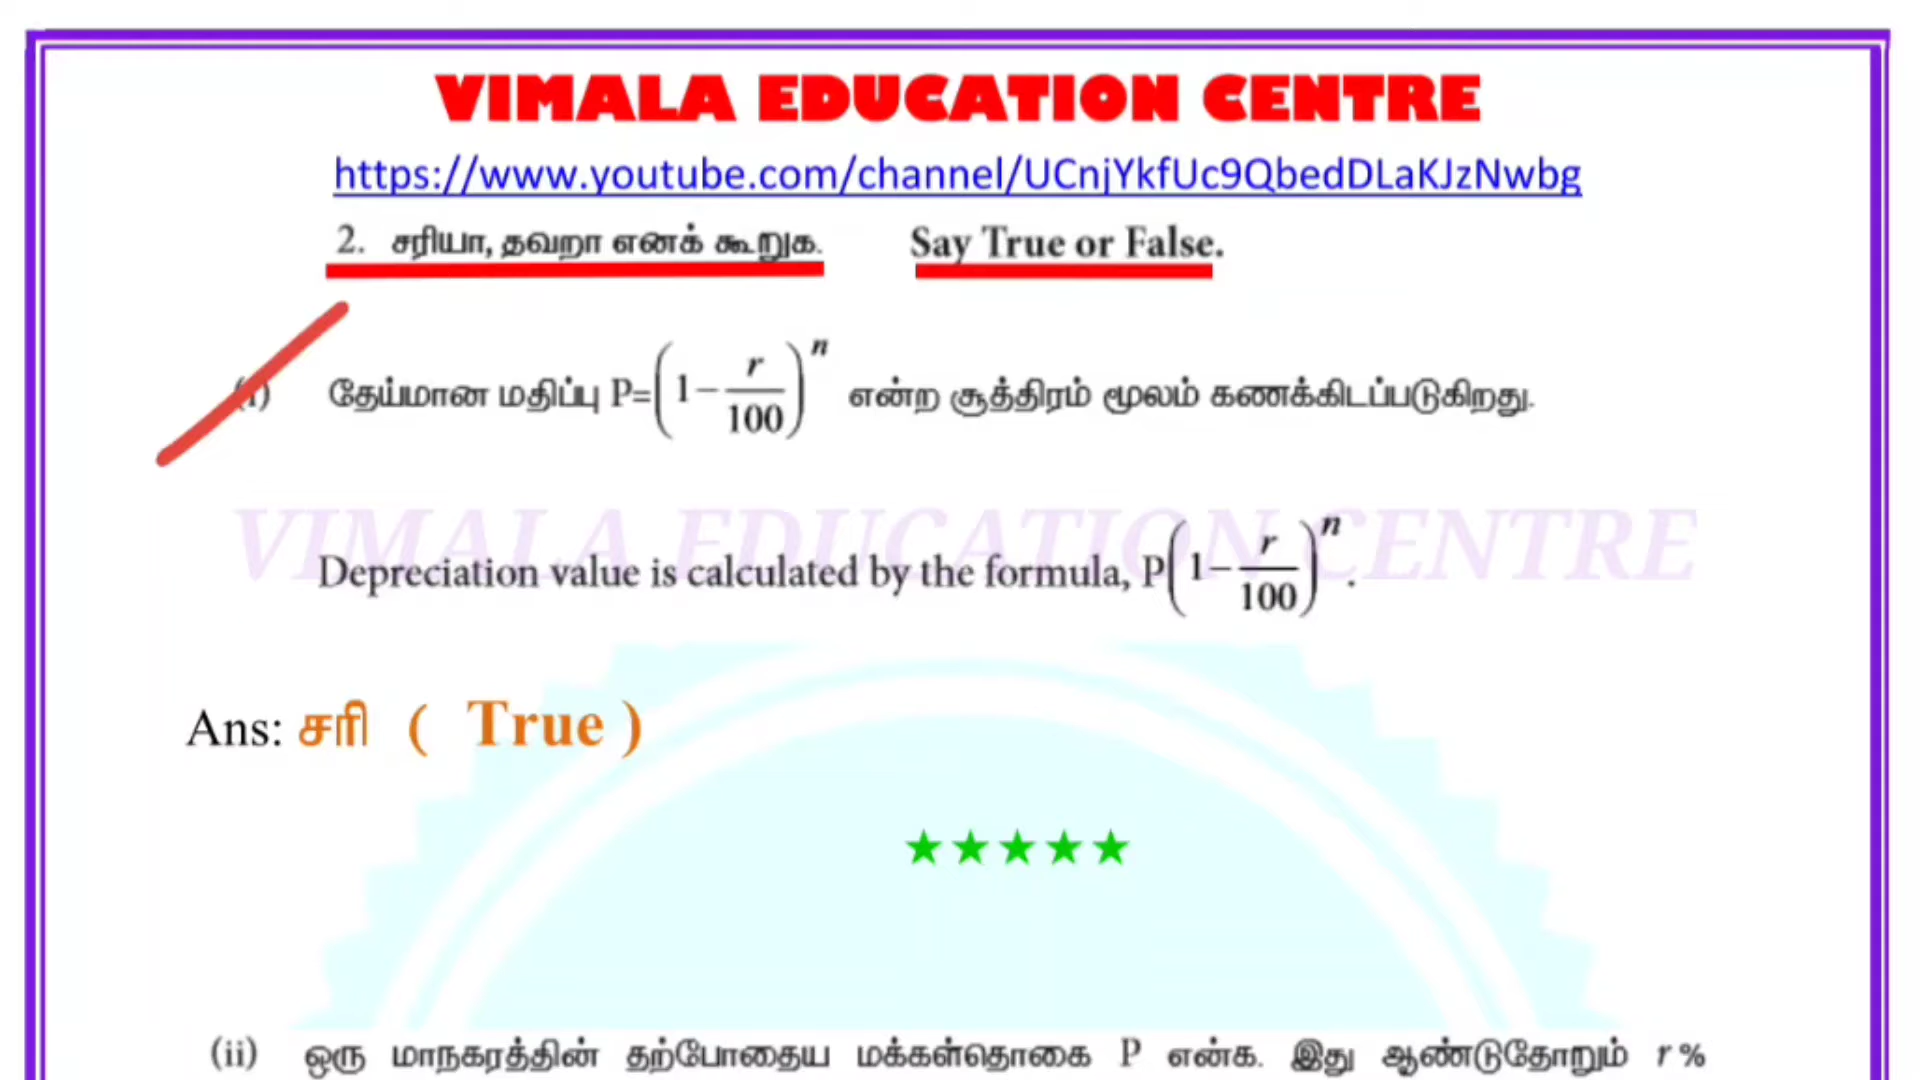 VIMALA EDUCATION CENTRE
https://www.youtube.com/channel/UCnjYkfUc9QbedDLaKJzNwbg
2. சரியா, தவறா எனக் கூறுக. Say True or False.
(i) தேய்மான மதிப்பு P=(1−r/100)^n என்ற சூத்திரம் மூலம் கணக்கிடப்படுகிறது.
VIMALA EDUCATION CENTRE
Depreciation value is calculated by the formula, P(1−r/100)^n.
Ans: சரி ( True )
★★★★★
(ii) ஒரு மாநகரத்தின் தற்போதைய மக்கள்தொகை P என்க. இது ஆண்டுதோறும் r %